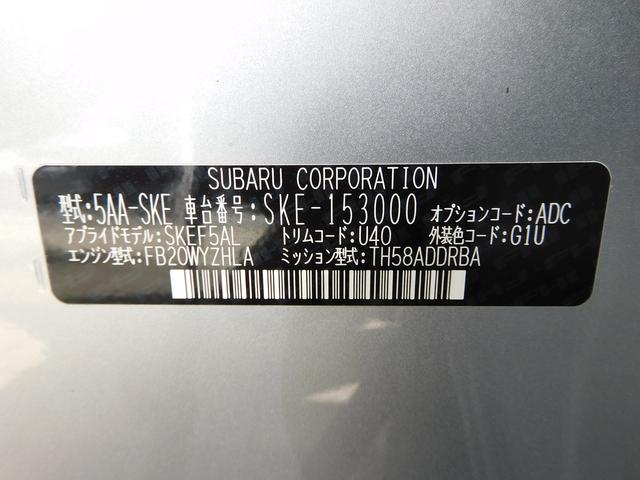 SUBARU CORPORATION
型式:5AA-SKE 車台番号:SKE-153000 オプションコード:ADC
アプライドモデル:SKEF5AL トリムコード:U40 外装色コード:G1U
エンジン型式:FB20WYZHLA ミッション型式:TH58ADDRBA